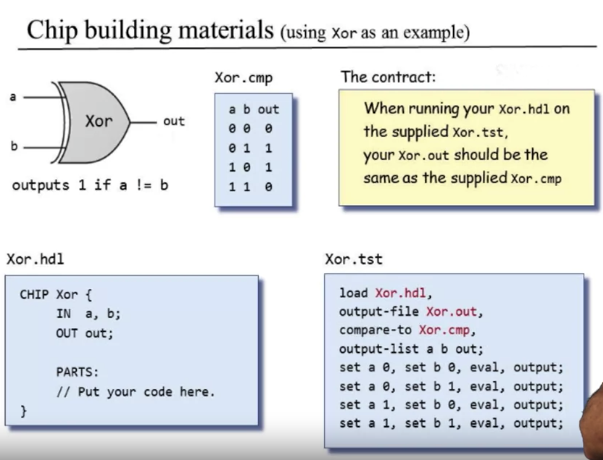 Chip building materials (using Xor as an example)
a
b
Xor
out
outputs 1 if a != b
Xor.cmp
a b out
0 0 0
0 1 1
1 0 1
1 1 0
The contract:
When running your Xor.hdl on
the supplied Xor.tst,
your Xor.out should be the
same as the supplied Xor.cmp
Xor.hdl
CHIP Xor {
IN a, b;
OUT out;
PARTS:
// Put your code here.
}
Xor.tst
load Xor.hdl,
output-file Xor.out,
compare-to Xor.cmp,
output-list a b out;
set a 0, set b 0, eval, output;
set a 0, set b 1, eval, output;
set a 1, set b 0, eval, output;
set a 1, set b 1, eval, output;